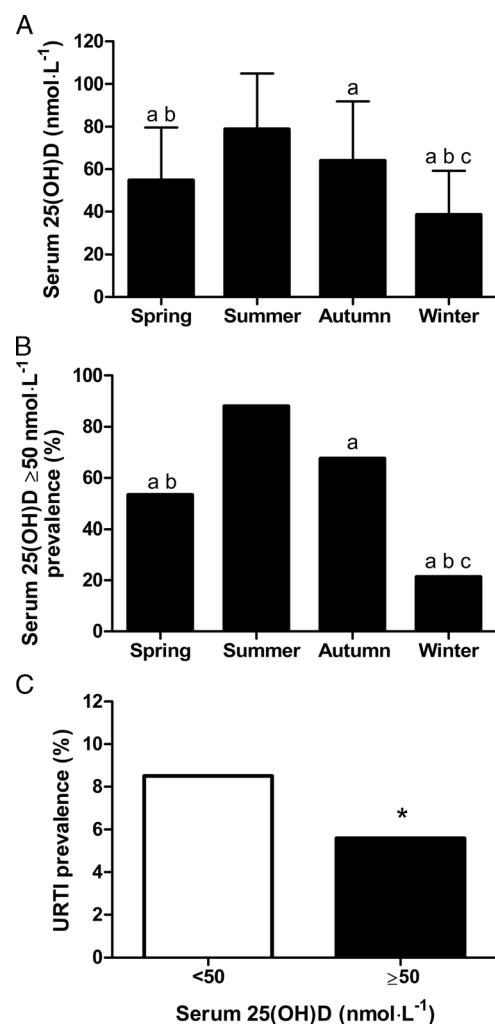 A
Serum 25(OH)D (nmol·L⁻¹)
120
100
80
60
40
20
0
a b
a
a b c
Spring Summer Autumn Winter
B
Serum 25(OH)D ≥50 nmol·L⁻¹
prevalence (%)
100
80
60
40
20
0
a b
a
a b c
Spring Summer Autumn Winter
C
URTI prevalence (%)
12
10
8
6
4
2
0
*
<50 ≥50
Serum 25(OH)D (nmol·L⁻¹)